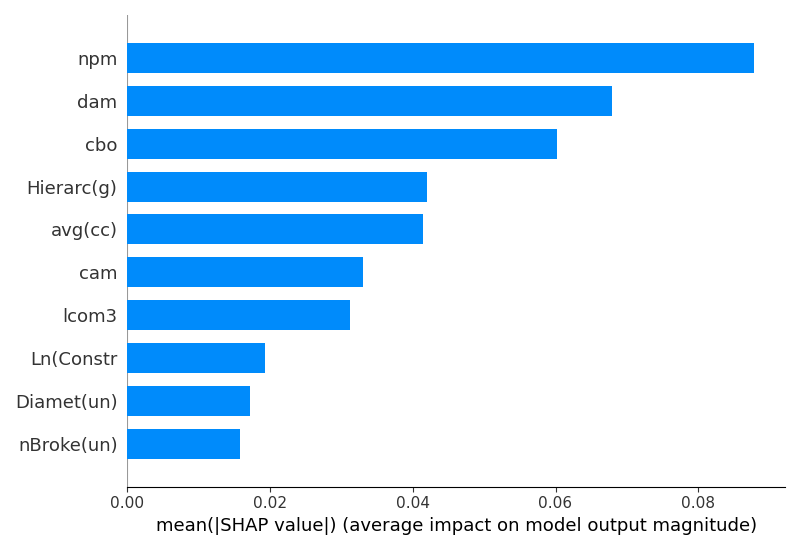 npm
dam
cbo
Hierarc(g)
avg(cc)
cam
lcom3
Ln(Constr
Diamet(un)
nBroke(un)
0.00 0.02 0.04 0.06 0.08
mean(|SHAP value|) (average impact on model output magnitude)